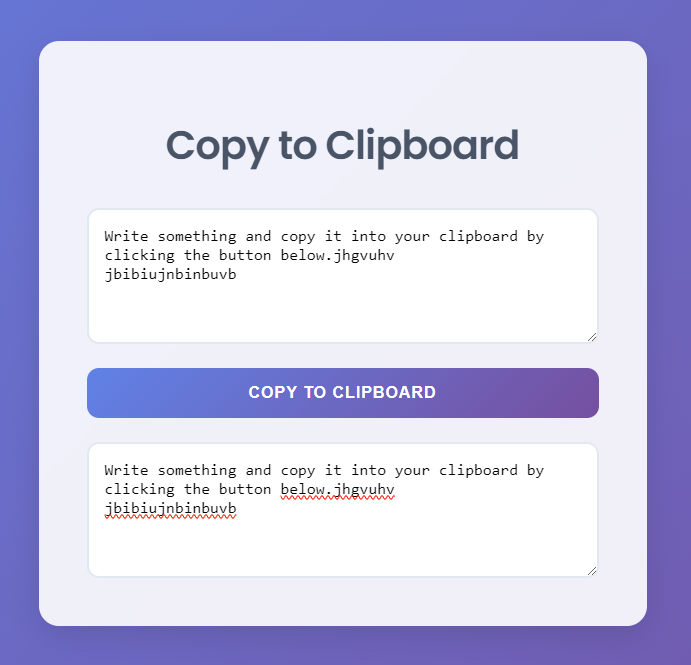 Copy to Clipboard
Write something and copy it into your clipboard by
clicking the button below.jhgvuhv
jbibiujnbinbuvb
COPY TO CLIPBOARD
Write something and copy it into your clipboard by
clicking the button below.jhgvuhv
jbibiujnbinbuvb